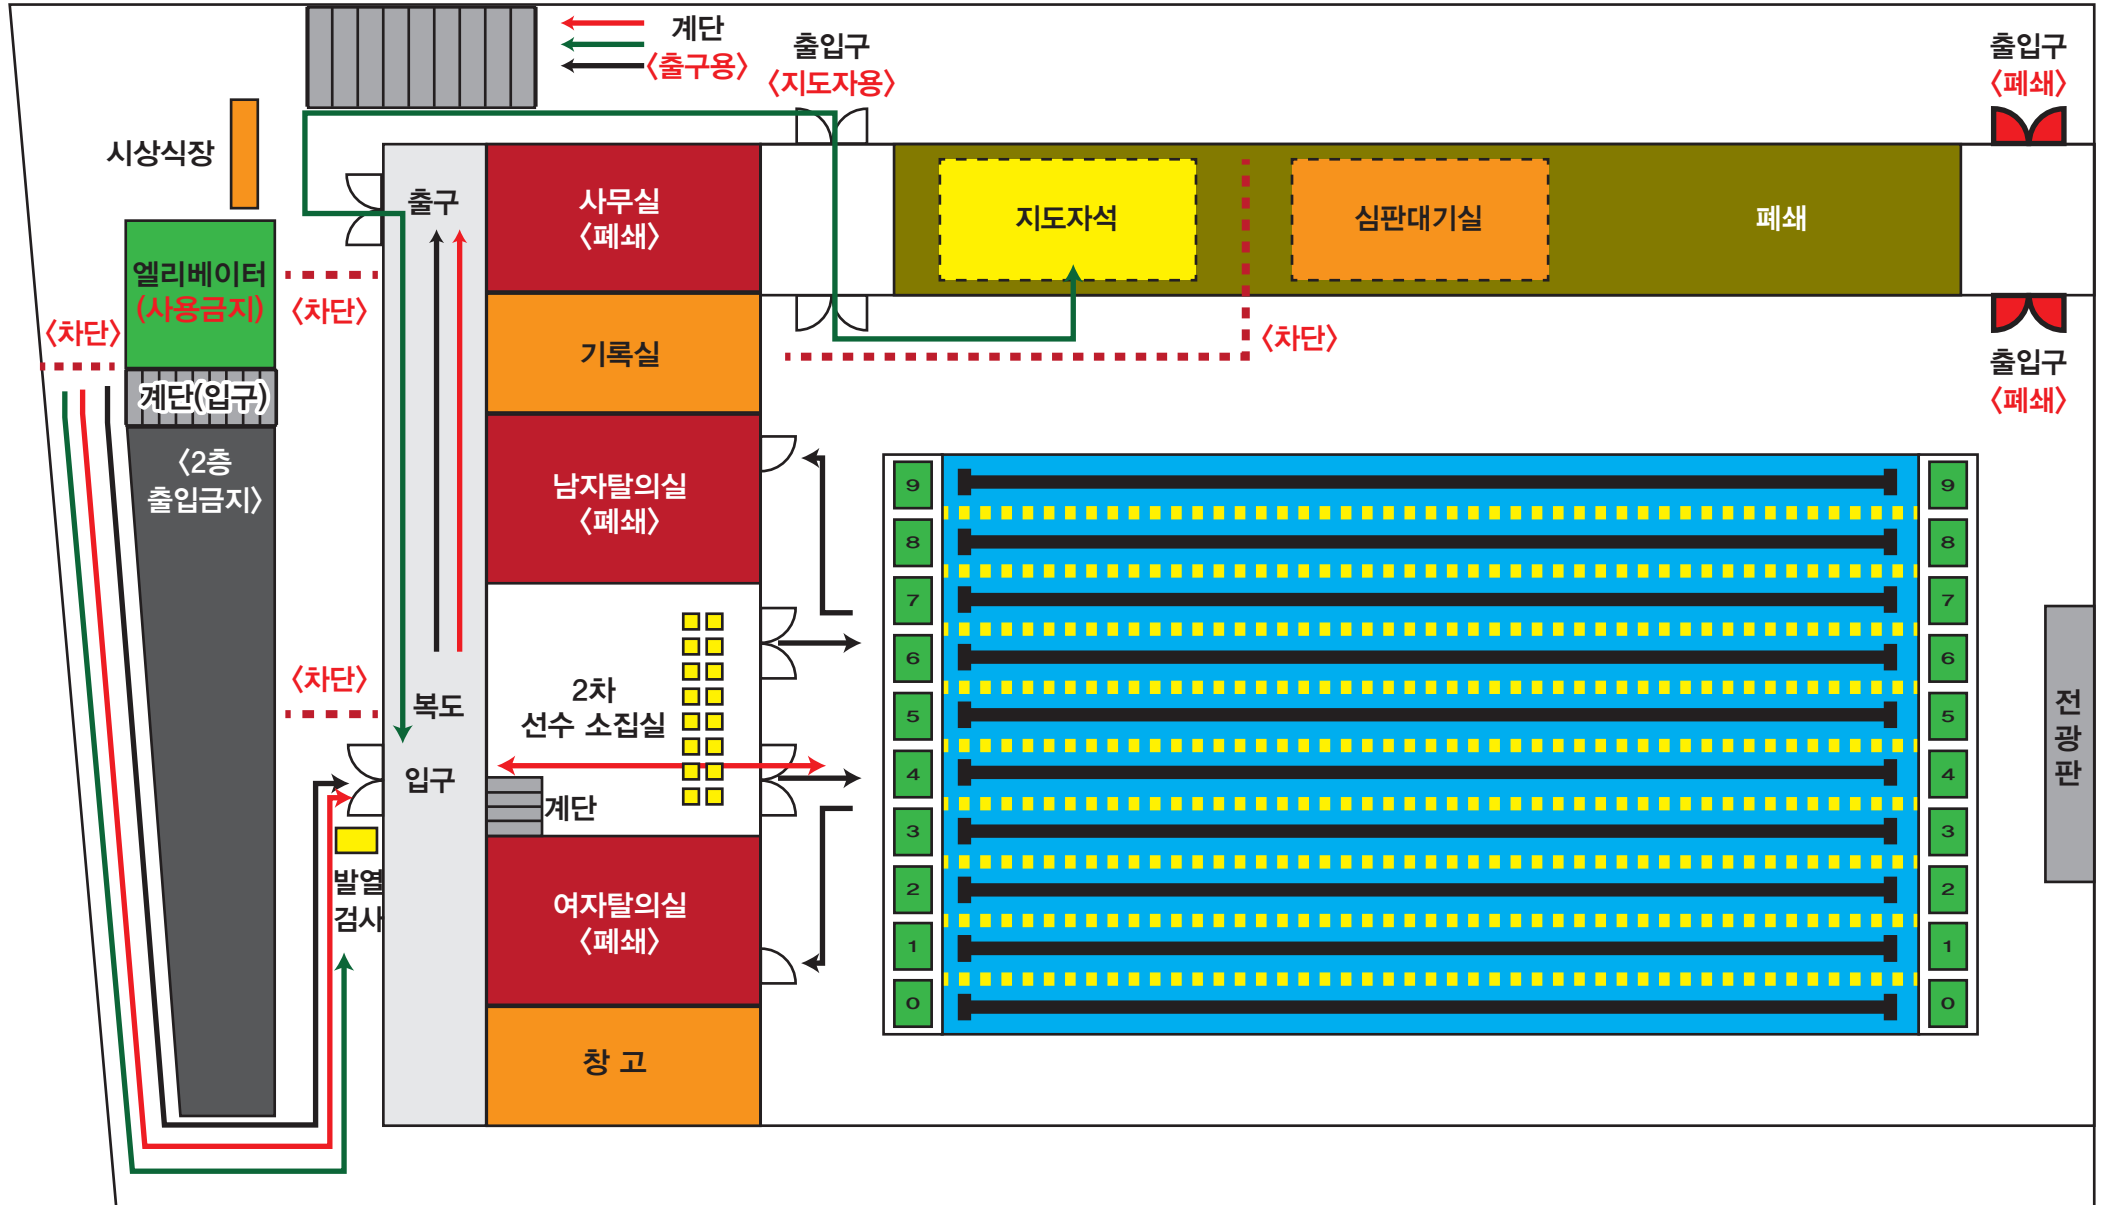 계단
〈출구용〉
출입구
〈지도자용〉
출입구
〈폐쇄〉
시상식장
출구
사무실
〈폐쇄〉
지도자석
심판대기실
폐쇄
엘리베이터
(사용금지)
〈차단〉
〈차단〉
〈차단〉
기록실
출입구
〈폐쇄〉
계단(입구)
〈2층
출입금지〉
남자탈의실
〈폐쇄〉
〈차단〉
복도
입구
2차
선수 소집실
계단
발열
검사
여자탈의실
〈폐쇄〉
창 고
9
8
7
6
5
4
3
2
1
0
9
8
7
6
5
4
3
2
1
0
전
광
판